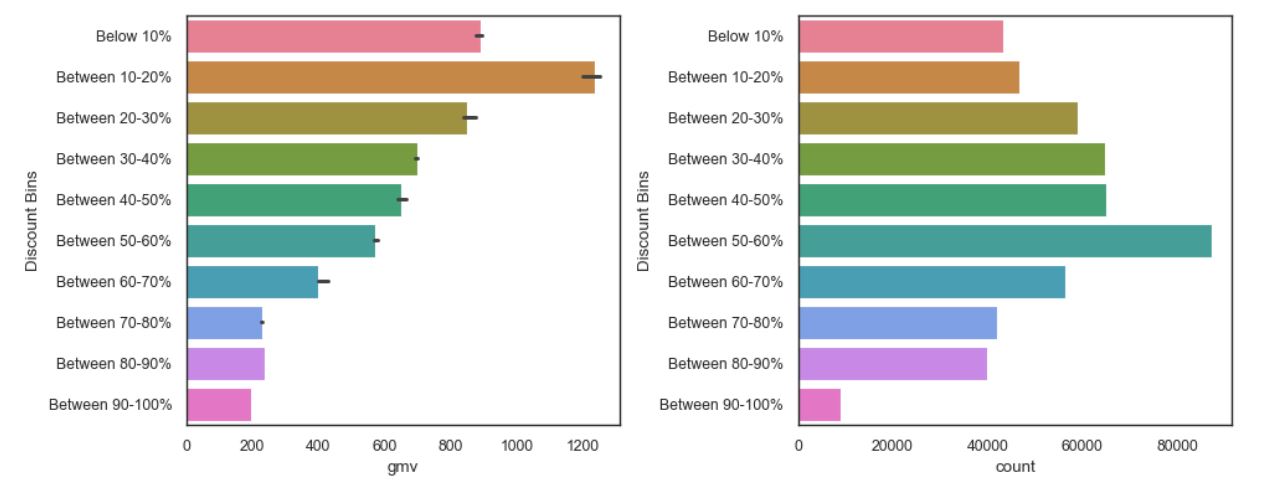 Discount Bins
Below 10%
Between 10-20%
Between 20-30%
Between 30-40%
Between 40-50%
Between 50-60%
Between 60-70%
Between 70-80%
Between 80-90%
Between 90-100%
0 200 400 600 800 1000 1200
gmv
Discount Bins
Below 10%
Between 10-20%
Between 20-30%
Between 30-40%
Between 40-50%
Between 50-60%
Between 60-70%
Between 70-80%
Between 80-90%
Between 90-100%
0 20000 40000 60000 80000
count